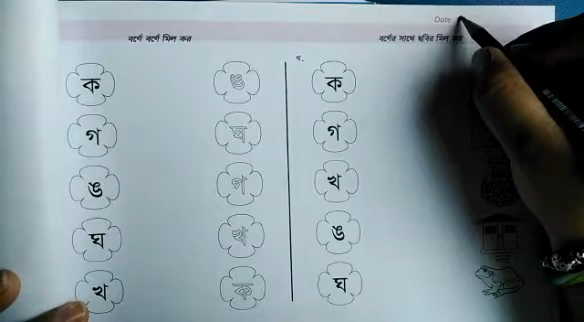 Date
বর্ণে বর্ণে মিল কর
বর্ণের সাথে ছবির মিল কর
খ.
ক ঙ ক
গ ঘ গ
ঙ গ খ
ঘ খ ঙ
খ ক ঘ